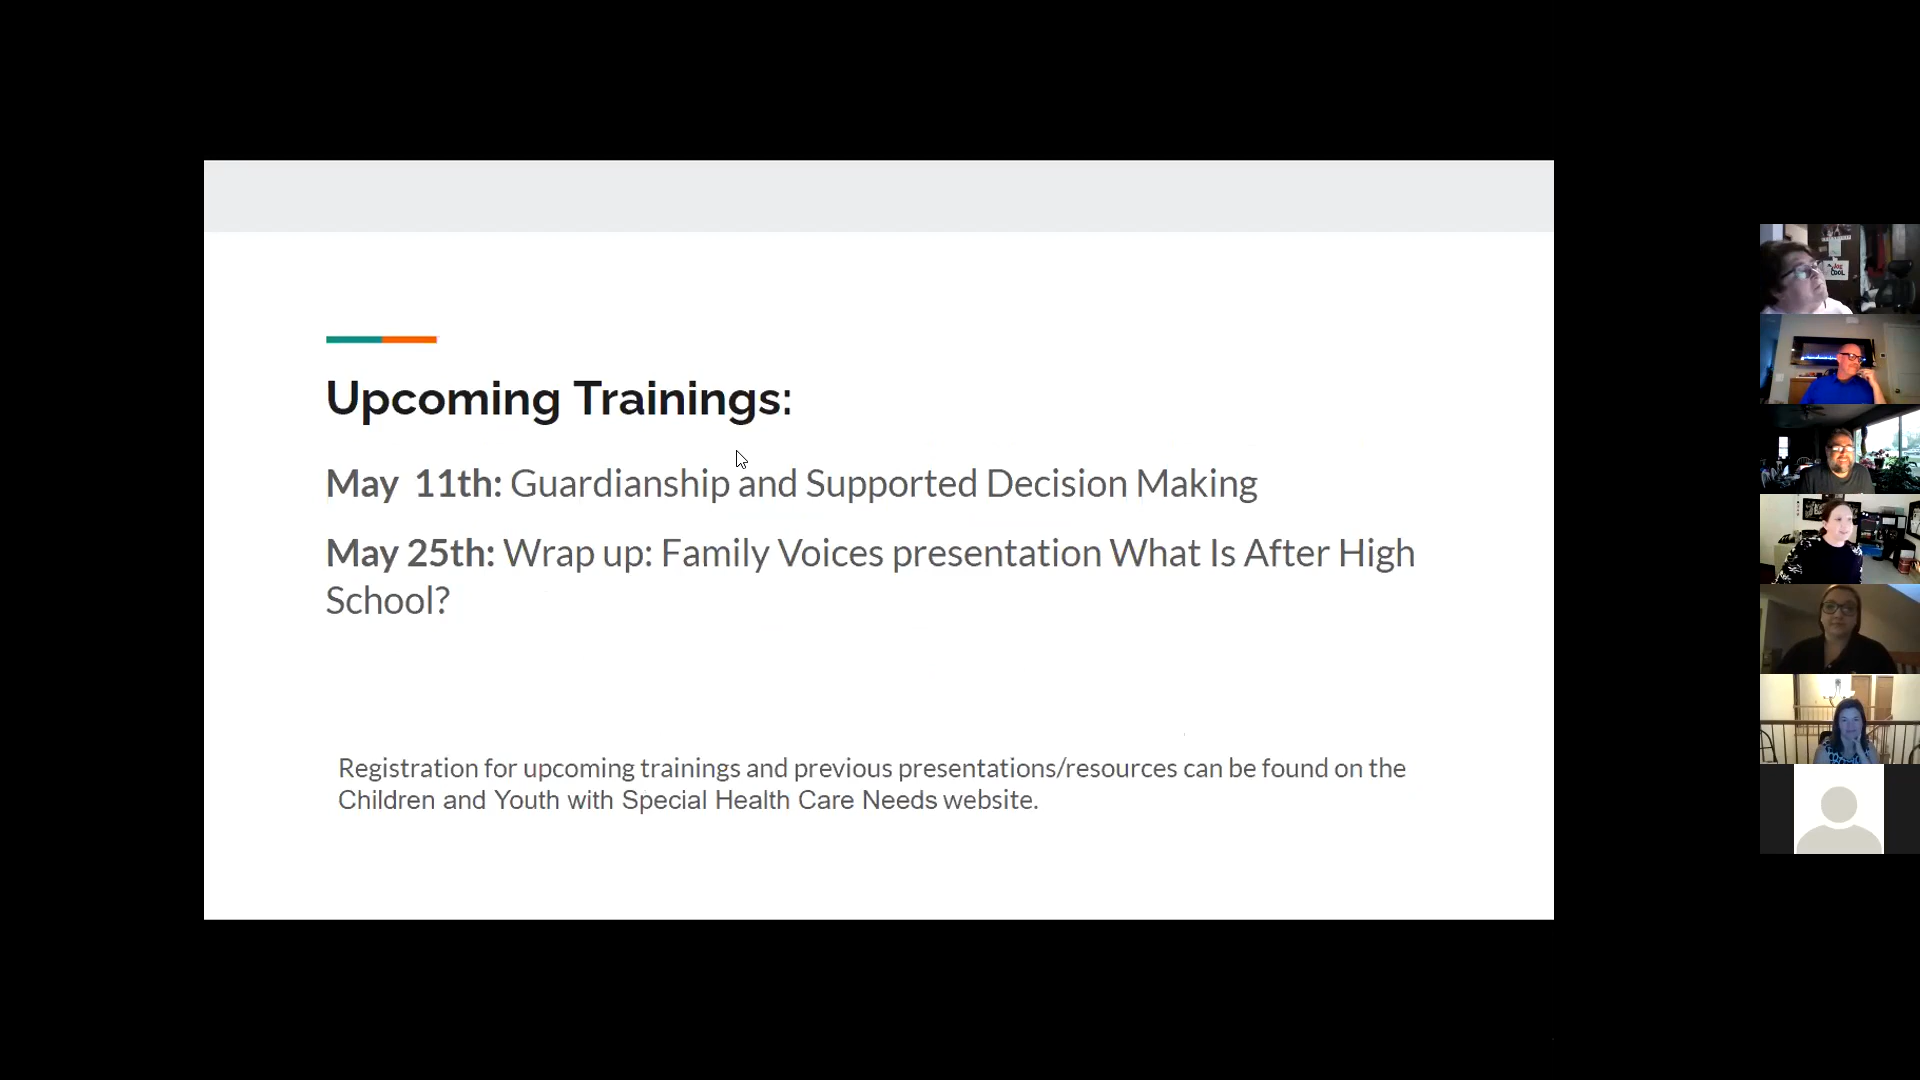 Upcoming Trainings:
May 11th: Guardianship and Supported Decision Making
May 25th: Wrap up: Family Voices presentation What Is After High
School?
Registration for upcoming trainings and previous presentations/resources can be found on the
Children and Youth with Special Health Care Needs website.
JOE
COOL